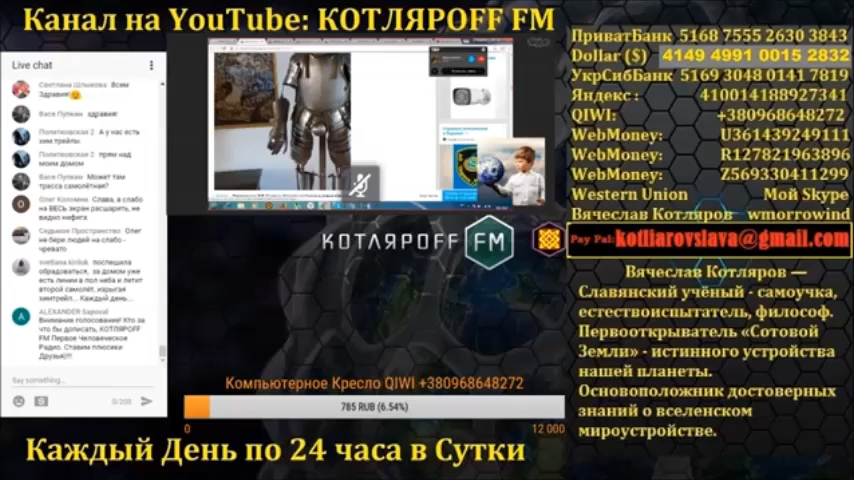 Канал на YouTube: КОТЛЯРОFF FM
Live chat
Светлана Шлыкова Всем
Здравия!
Вася Пупкин здравия!
Политковская 2 А у нас есть
хим трейлы.
Политковская 2 прям над
моим домом
Вася Пупкин Может там
трасса самолётная?
Олег Коломна Слава, а слабо
на ВЕСЬ экран расшарить, не
видно нифига
Седьмое Пространство Олег
не бери людей на слабо -
чревато
svetlana kiriluk поспешила
обрадоваться, за домом уже
есть линии в пол неба и летит
второй самолёт, изрыгая
химтрейл... Каждый день...
ALEXANDER Saposal
Внимание голосование! Кто за
что бы дописать, КОТЛЯРОFF
FM Первое Человеческое
Радио. Ставим плюсики
Друзья!!!!
Say something...
0/200
КОТЛЯРОFF FM
Компьютерное Кресло QIWI +380968648272
785 RUB (6.54%)
0 12 000
Каждый День по 24 часа в Сутки
ПриватБанк 5168 7555 2630 3843
Dollar ($) 4149 4991 0015 2832
УкрСибБанк 5169 3048 0141 7819
Яндекс : 410014188927341
QIWI: +380968648272
WebMoney: U361439249111
WebMoney: R127821963896
WebMoney: Z569330411299
Western Union Мой Skype
Вячеслав Котляров wmorrowind
Pay Pal: kotliarovslava@gmail.com
Вячеслав Котляров —
Славянский учёный - самоучка,
естествоиспытатель, философ.
Первооткрыватель «Сотовой
Земли» - истинного устройства
нашей планеты.
Основоположник достоверных
знаний о вселенском
мироустройстве.